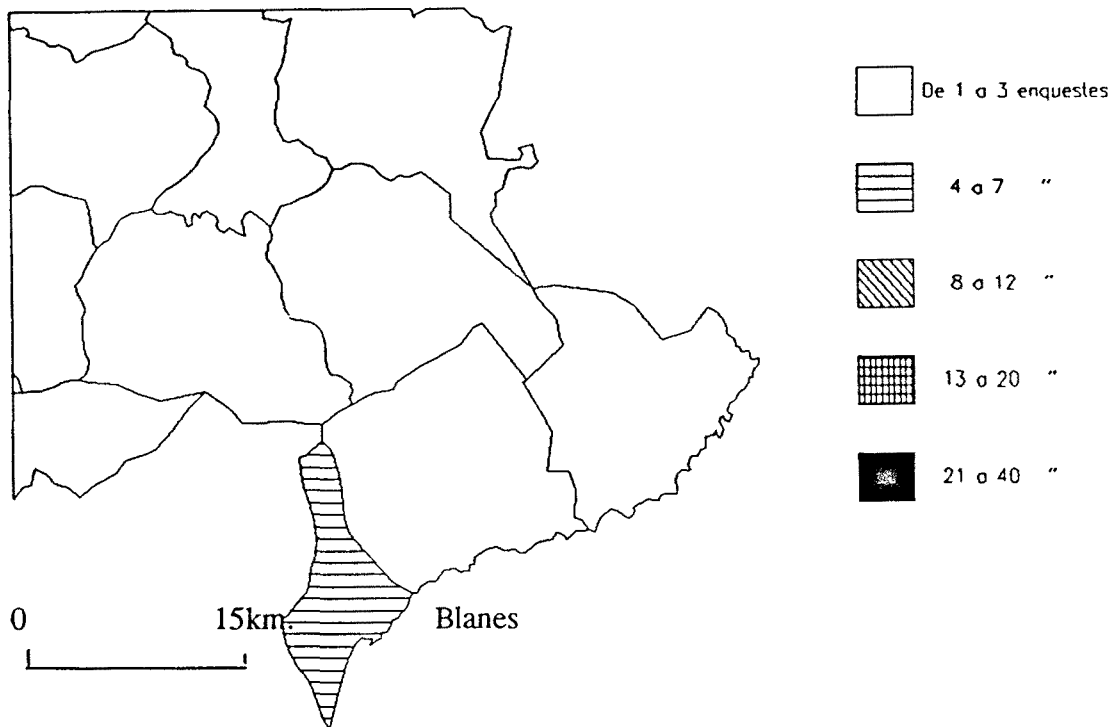 De 1 a 3 enquestes
4 a 7 "
8 a 12 "
13 a 20 "
21 a 40 "
0 15km. Blanes